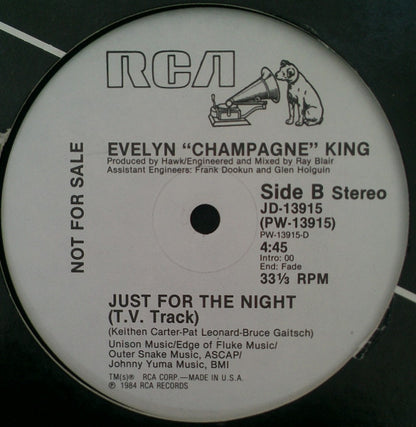 RCA
EVELYN "CHAMPAGNE" KING
Produced by Hawk/Engineered and Mixed by Ray Blair
Assistant Engineers: Frank Dookun and Glen Holguin
NOT FOR SALE
Side B Stereo
JD-13915
(PW-13915)
PW-13915-D
4:45
Intro: 00
End: Fade
33⅓ RPM
JUST FOR THE NIGHT
(T.V. Track)
(Keithen Carter-Pat Leonard-Bruce Gaitsch)
Unison Music/Edge of Fluke Music/
Outer Snake Music, ASCAP/
Johnny Yuma Music, BMI
TM(s)® RCA CORP.—MADE IN U.S.A.
℗ 1984 RCA RECORDS